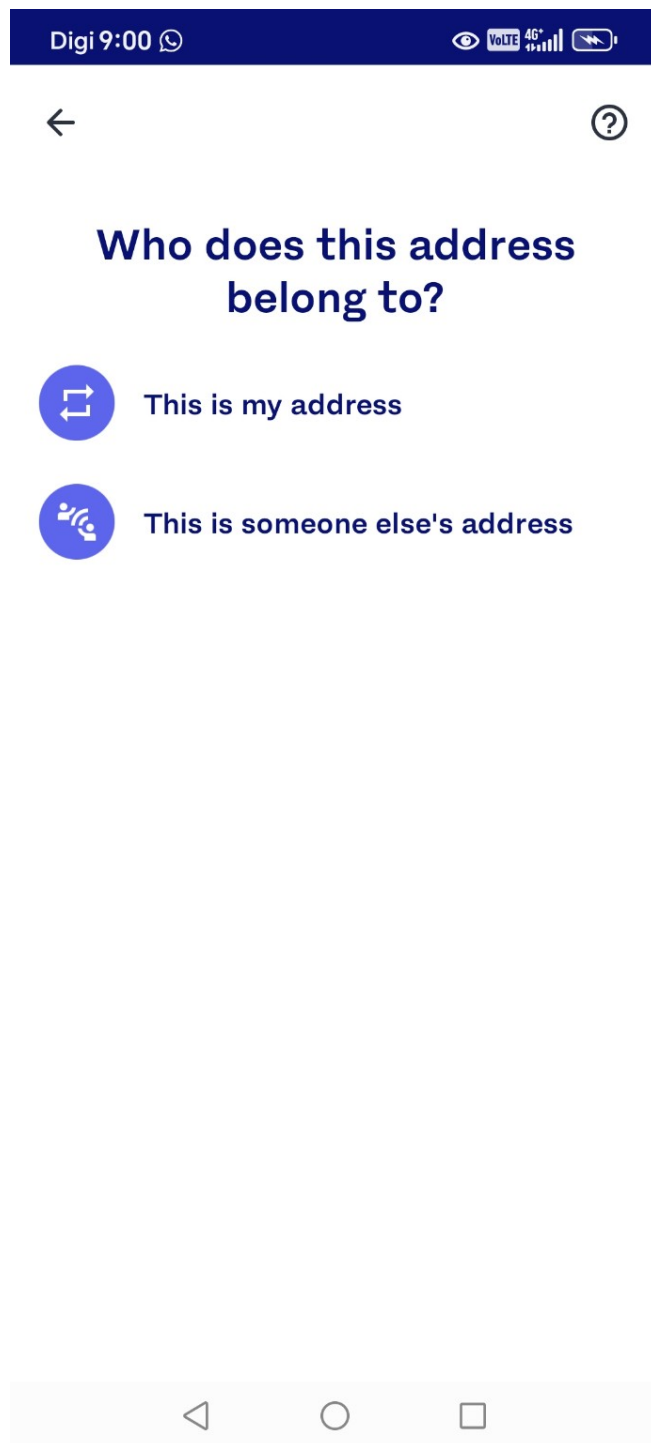 Digi 9:00 VoLTE 4G+
Who does this address
belong to?
This is my address
This is someone else's address